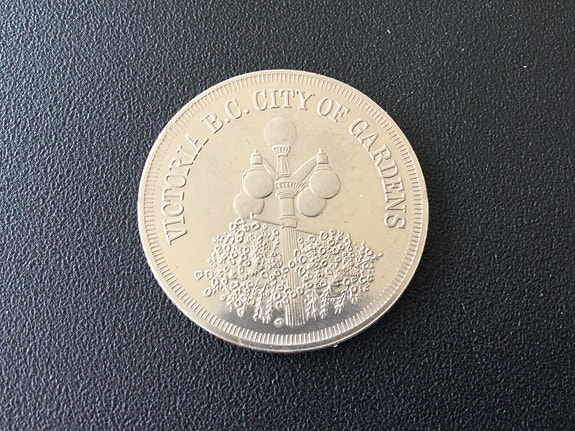 VICTORIA B.C. CITY OF GARDENS